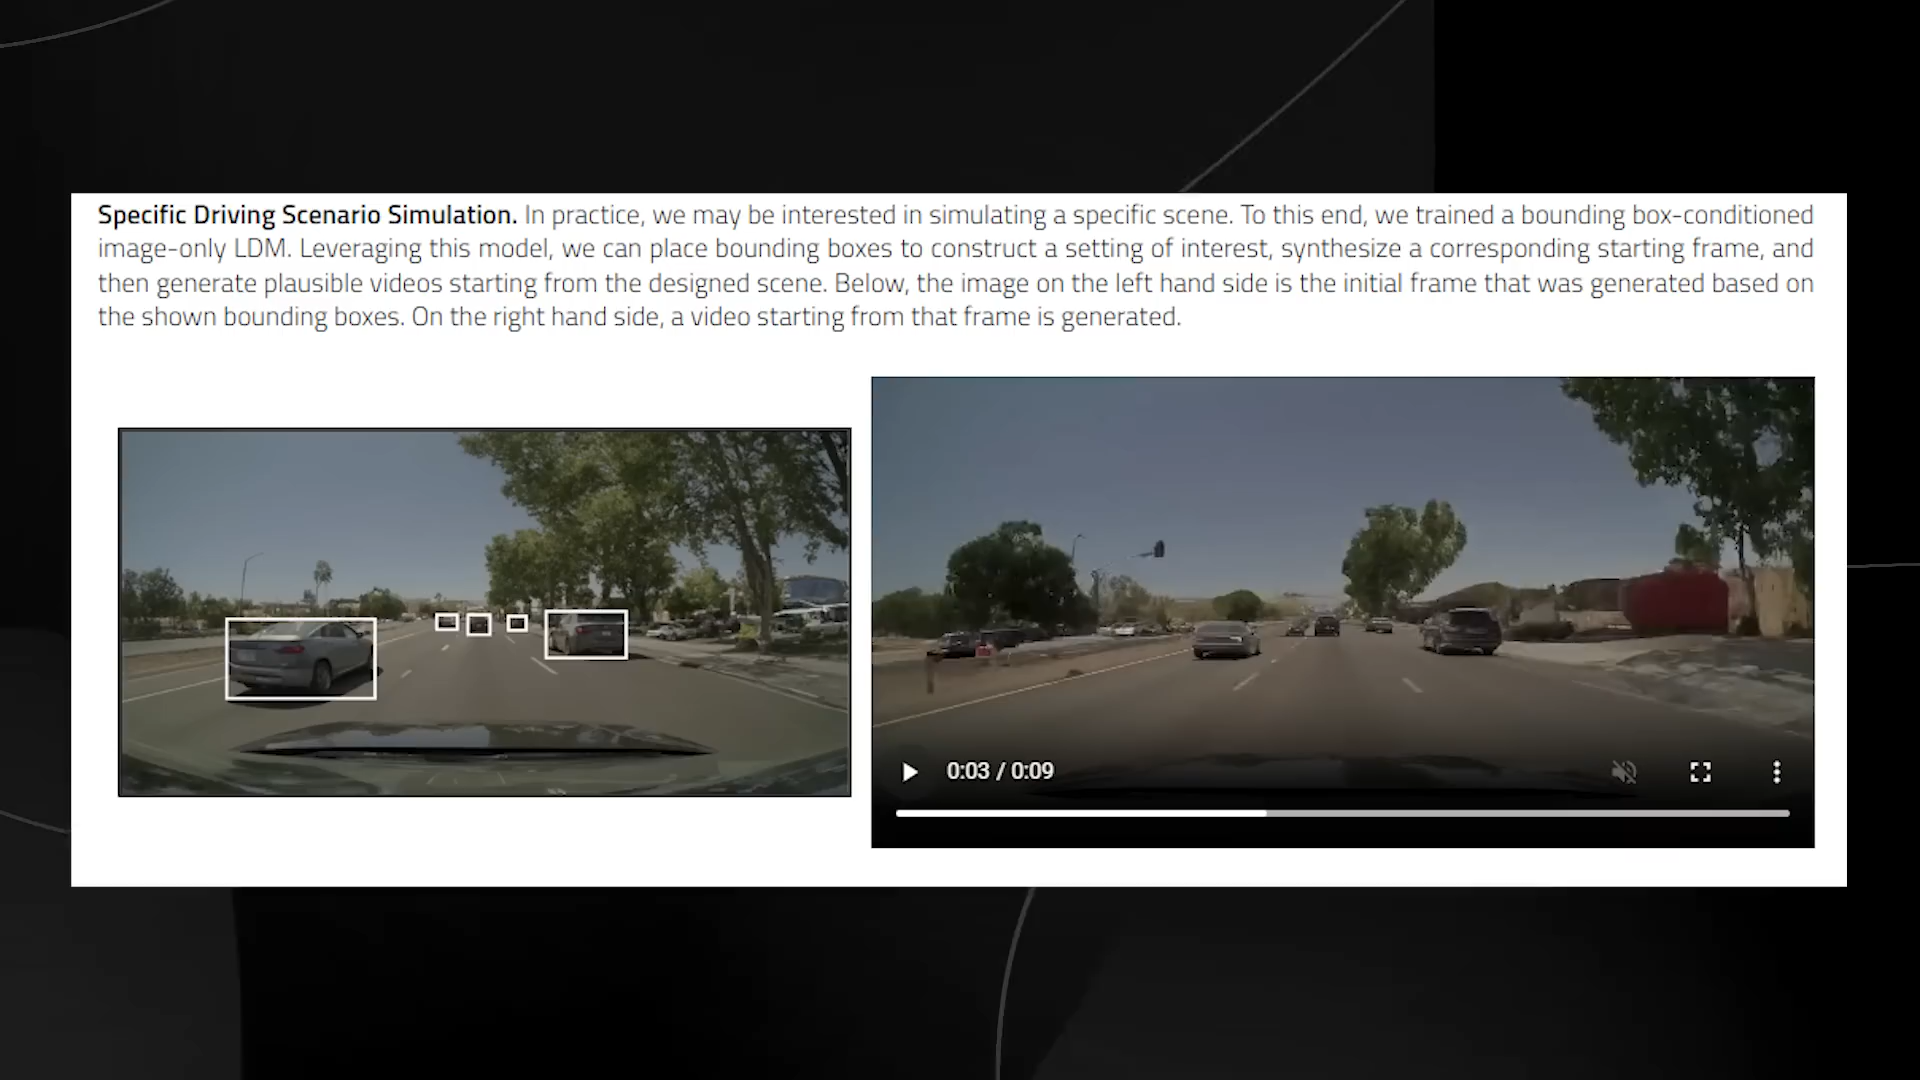 Specific Driving Scenario Simulation. In practice, we may be interested in simulating a specific scene. To this end, we trained a bounding box-conditioned
image-only LDM. Leveraging this model, we can place bounding boxes to construct a setting of interest, synthesize a corresponding starting frame, and
then generate plausible videos starting from the designed scene. Below, the image on the left hand side is the initial frame that was generated based on
the shown bounding boxes. On the right hand side, a video starting from that frame is generated.
0:03 / 0:09